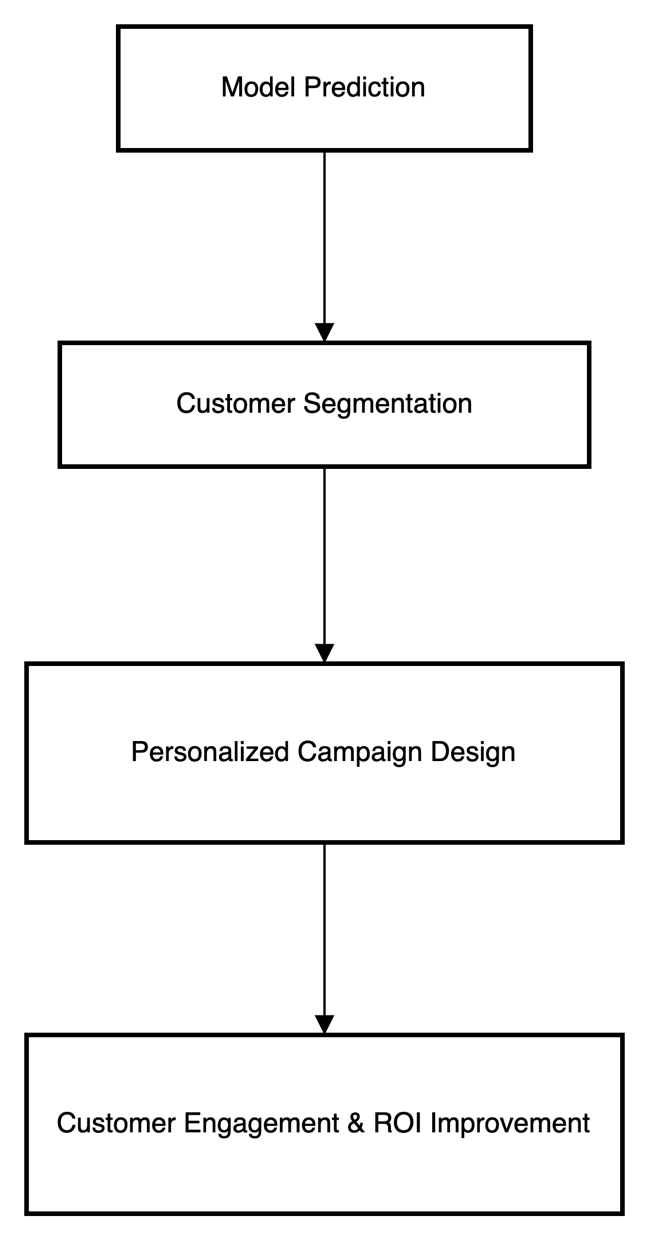 Model Prediction
Customer Segmentation
Personalized Campaign Design
Customer Engagement & ROI Improvement